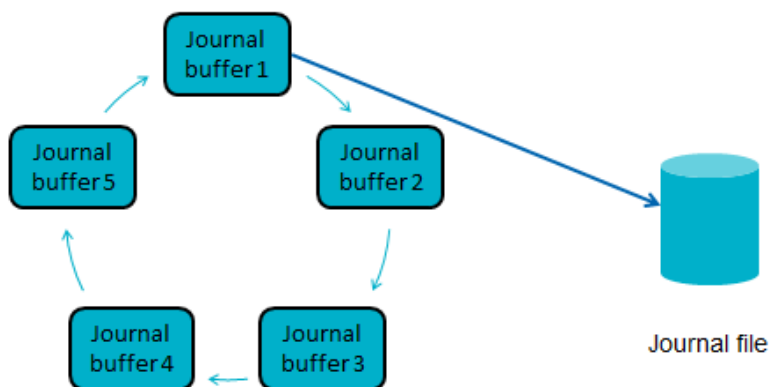 Journal
buffer 1
Journal
buffer 2
Journal
buffer 3
Journal
buffer 4
Journal
buffer 5
Journal file